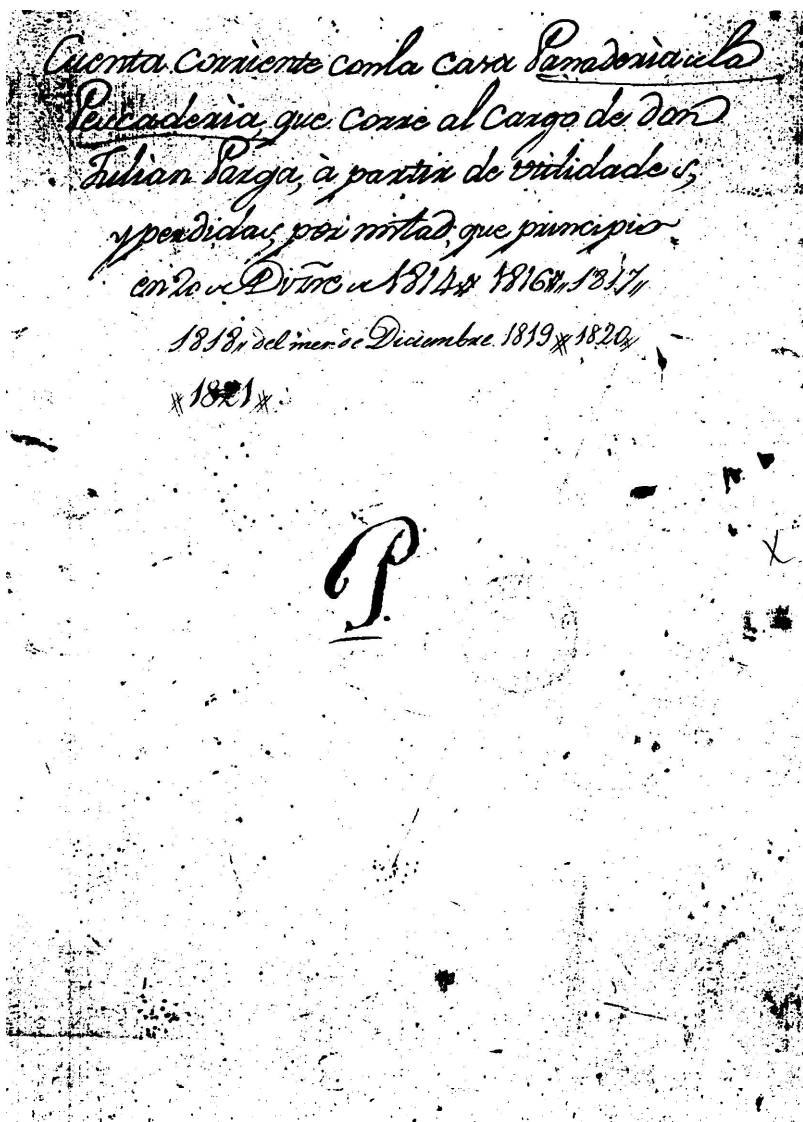 Cuenta Corriente con la casa Panaderia de la
Pescaderia, que corre al Cargo de Don
Julian Parga, à partir de utilidades,
y perdidas, por mitad, que principio
en 20 de Dizre de 1814 # 1816 # 1817 "
1818 " del mes de Diciembre 1819 # 1820 #
# 1821 #
P.
X